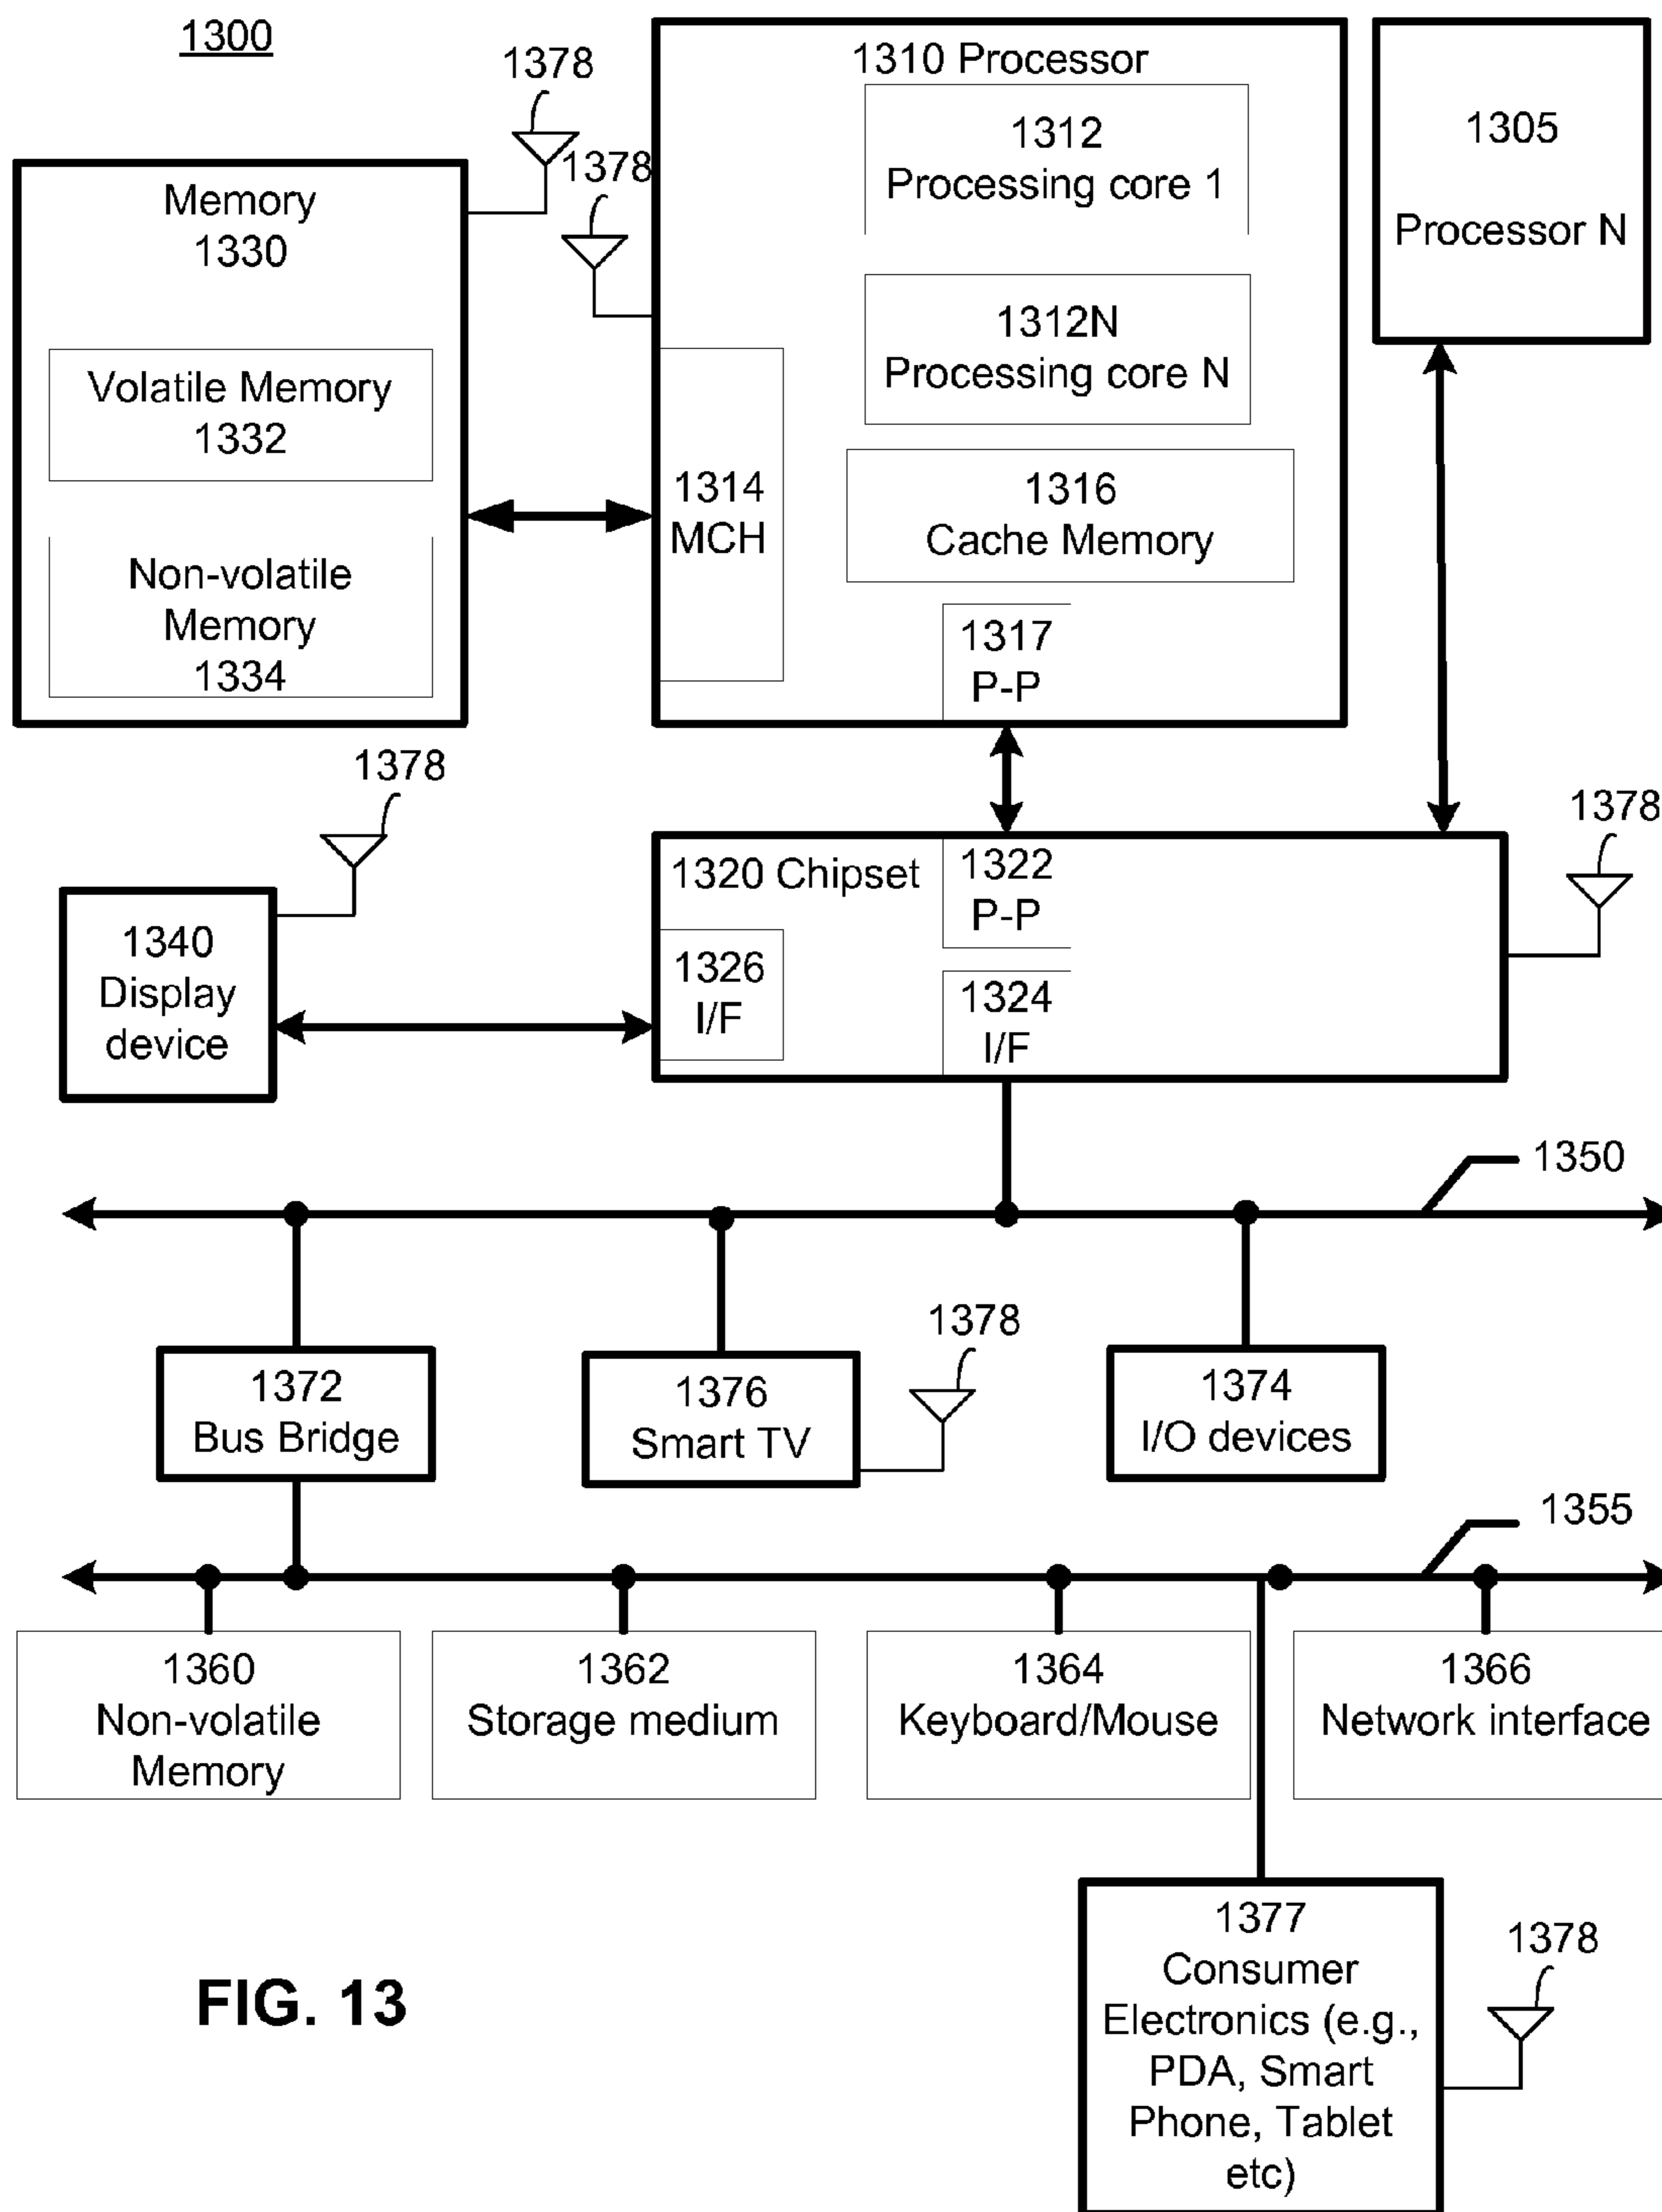 1300
1378
1378
1310 Processor
1312
Processing core 1
1312N
Processing core N
1314
MCH
1316
Cache Memory
1317
P-P
1305
Processor N
Memory
1330
Volatile Memory
1332
Non-volatile
Memory
1334
1378
1340
Display
device
1320 Chipset
1322
P-P
1326
I/F
1324
I/F
1378
1350
1372
Bus Bridge
1376
Smart TV
1378
1374
I/O devices
1355
1360
Non-volatile
Memory
1362
Storage medium
1364
Keyboard/Mouse
1366
Network interface
1377
Consumer
Electronics (e.g.,
PDA, Smart
Phone, Tablet
etc)
1378
FIG. 13